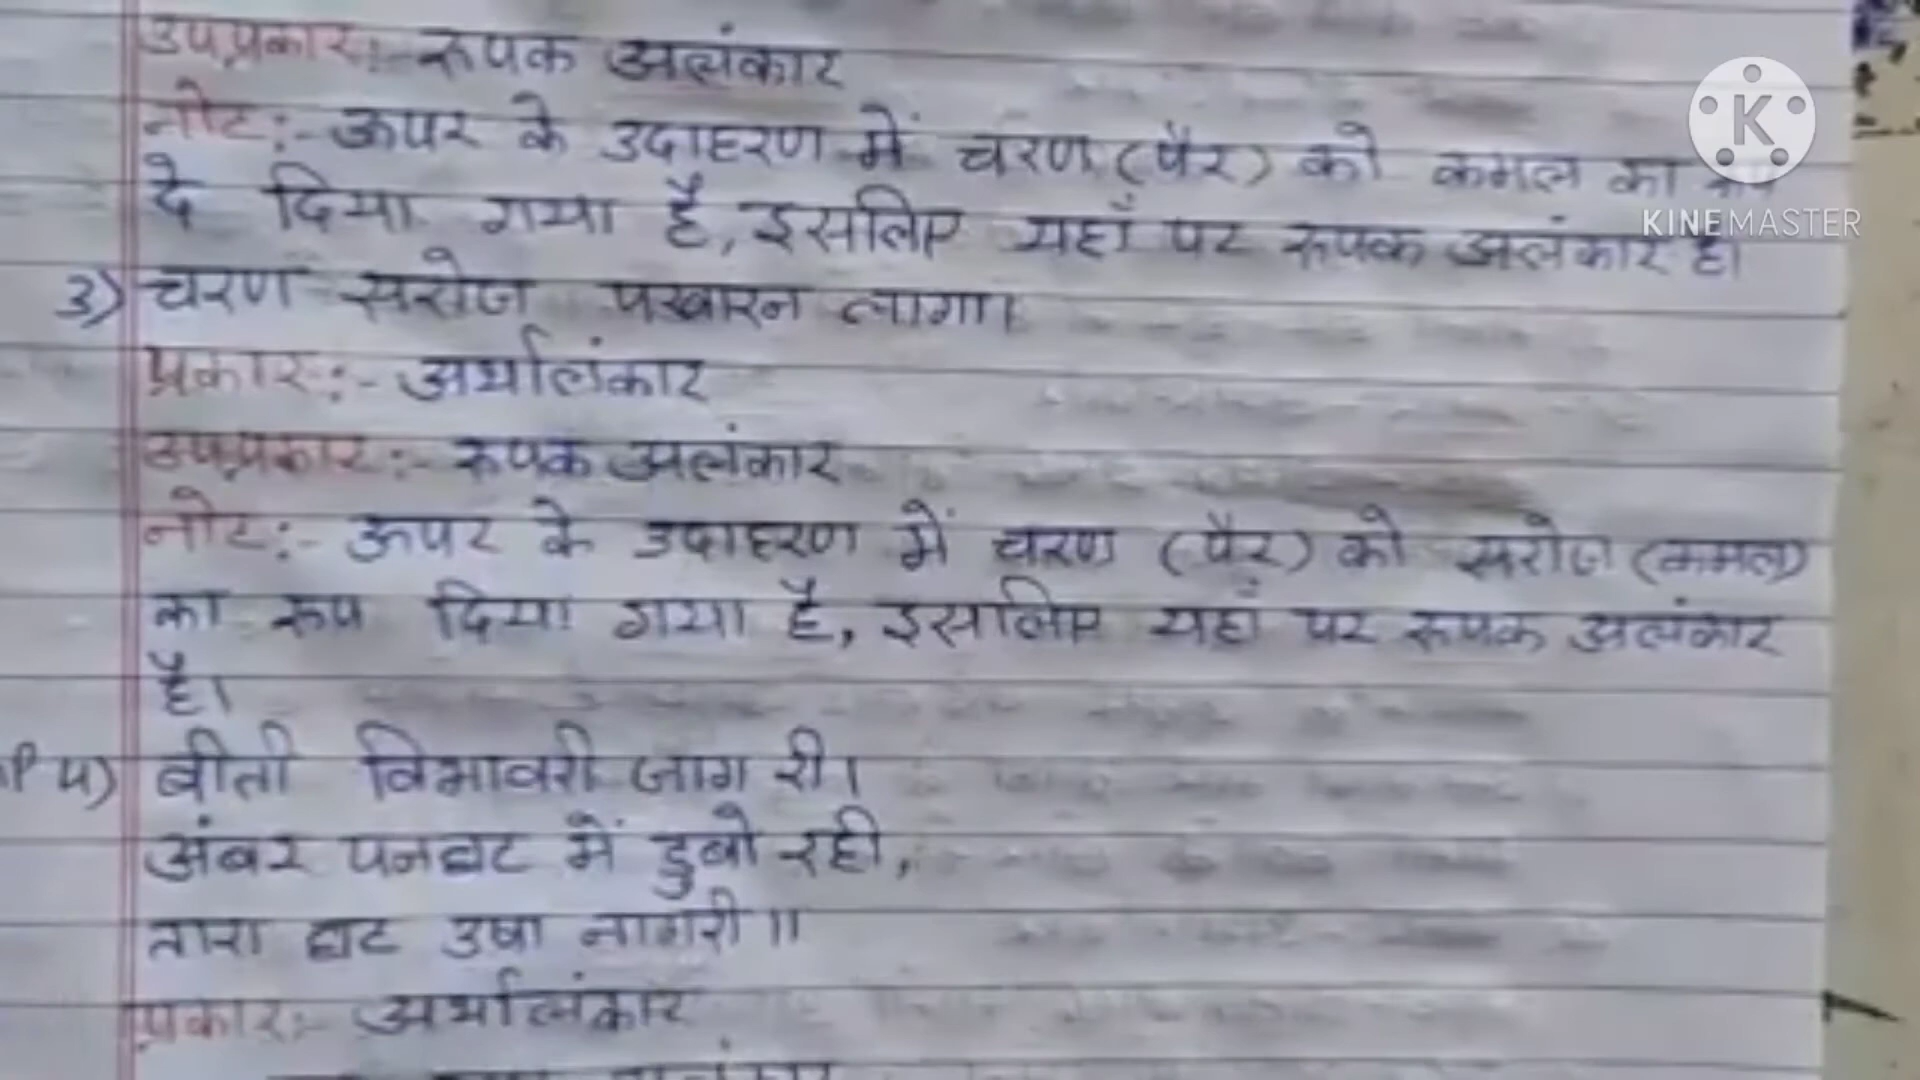 उपप्रकार:- रूपक अलंकार
नोट:- ऊपर के उदाहरण में चरण (पैर) को कमल का
दे दिया गया है, इसलिए यहाँ पर रूपक अलंकार है।
3) चरण सरोज पखारन लागा।
प्रकार:- अर्थालंकार
उपप्रकार:- रूपक अलंकार
नोट:- ऊपर के उदाहरण में चरण (पैर) को सरोज (कमल)
का रूप दिया गया है, इसलिए यहाँ पर रूपक अलंकार
है।
4) बीती विभावरी जाग री।
अंबर पनघट में डुबो रही,
तारा घट उषा नागरी॥
प्रकार:- अर्थालंकार
KINEMASTER